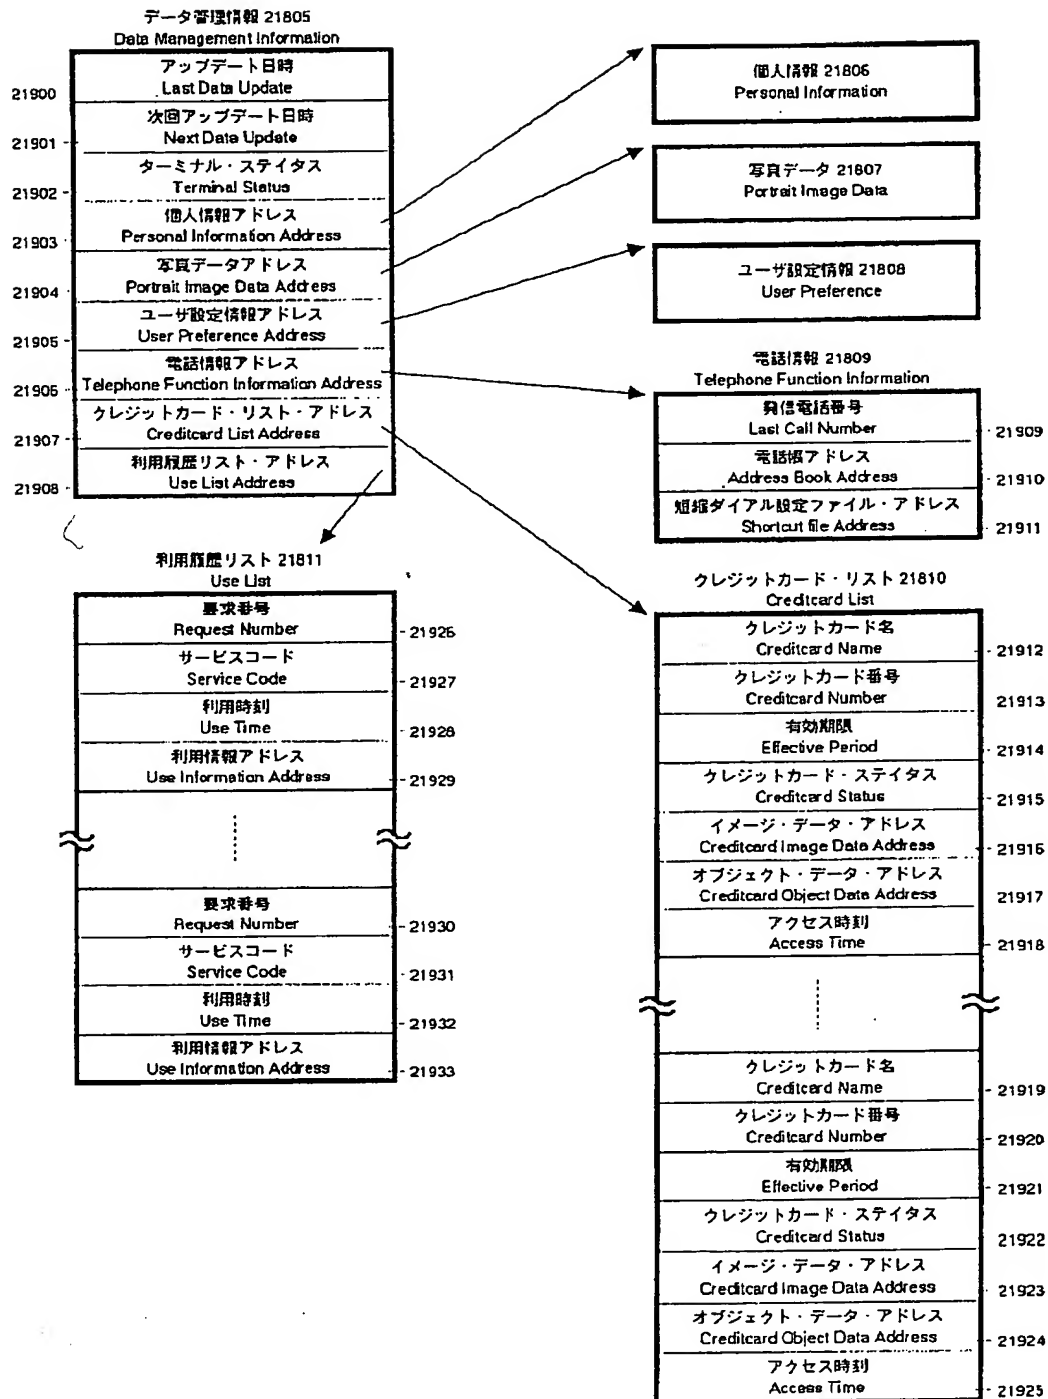 データ管理情報 21805
Data Management Information
アップデート日時
Last Data Update
21900
次回アップデート日時
Next Data Update
21901
ターミナル・ステイタス
Terminal Status
21902
個人情報アドレス
Personal Information Address
21903
写真データアドレス
Portrait Image Data Address
21904
ユーザ設定情報アドレス
User Preference Address
21905
電話情報アドレス
Telephone Function Information Address
21906
クレジットカード・リスト・アドレス
Creditcard List Address
21907
利用履歴リスト・アドレス
Use List Address
21908
個人情報 21806
Personal Information
写真データ 21807
Portrait Image Data
ユーザ設定情報 21808
User Preference
電話情報 21809
Telephone Function Information
発信電話番号
Last Call Number
21909
電話帳アドレス
Address Book Address
21910
短縮ダイアル設定ファイル・アドレス
Shortcut file Address
21911
利用履歴リスト 21811
Use List
要求番号
Request Number
21926
サービスコード
Service Code
21927
利用時刻
Use Time
21928
利用情報アドレス
Use Information Address
21929
要求番号
Request Number
21930
サービスコード
Service Code
21931
利用時刻
Use Time
21932
利用情報アドレス
Use Information Address
21933
クレジットカード・リスト 21810
Creditcard List
クレジットカード名
Creditcard Name
21912
クレジットカード番号
Creditcard Number
21913
有効期限
Effective Period
21914
クレジットカード・ステイタス
Creditcard Status
21915
イメージ・データ・アドレス
Creditcard Image Data Address
21916
オブジェクト・データ・アドレス
Creditcard Object Data Address
21917
アクセス時刻
Access Time
21918
クレジットカード名
Creditcard Name
21919
クレジットカード番号
Creditcard Number
21920
有効期限
Effective Period
21921
クレジットカード・ステイタス
Creditcard Status
21922
イメージ・データ・アドレス
Creditcard Image Data Address
21923
オブジェクト・データ・アドレス
Creditcard Object Data Address
21924
アクセス時刻
Access Time
21925